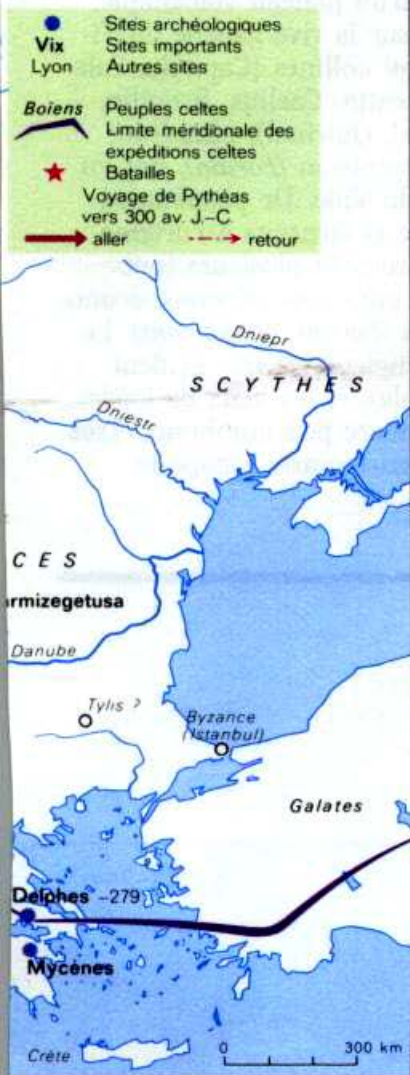 Sites archéologiques
Vix Sites importants
Lyon Autres sites
Boiens Peuples celtes
Limite méridionale des
expéditions celtes
Batailles
Voyage de Pythéas
vers 300 av. J.-C.
aller retour
Dniepr
SCYTHES
Dniestr
CES
armizegetusa
Danube
Tylis ?
Byzance
(Istanbul)
Galates
Delphes -279
Mycènes
Crète
0 300 km